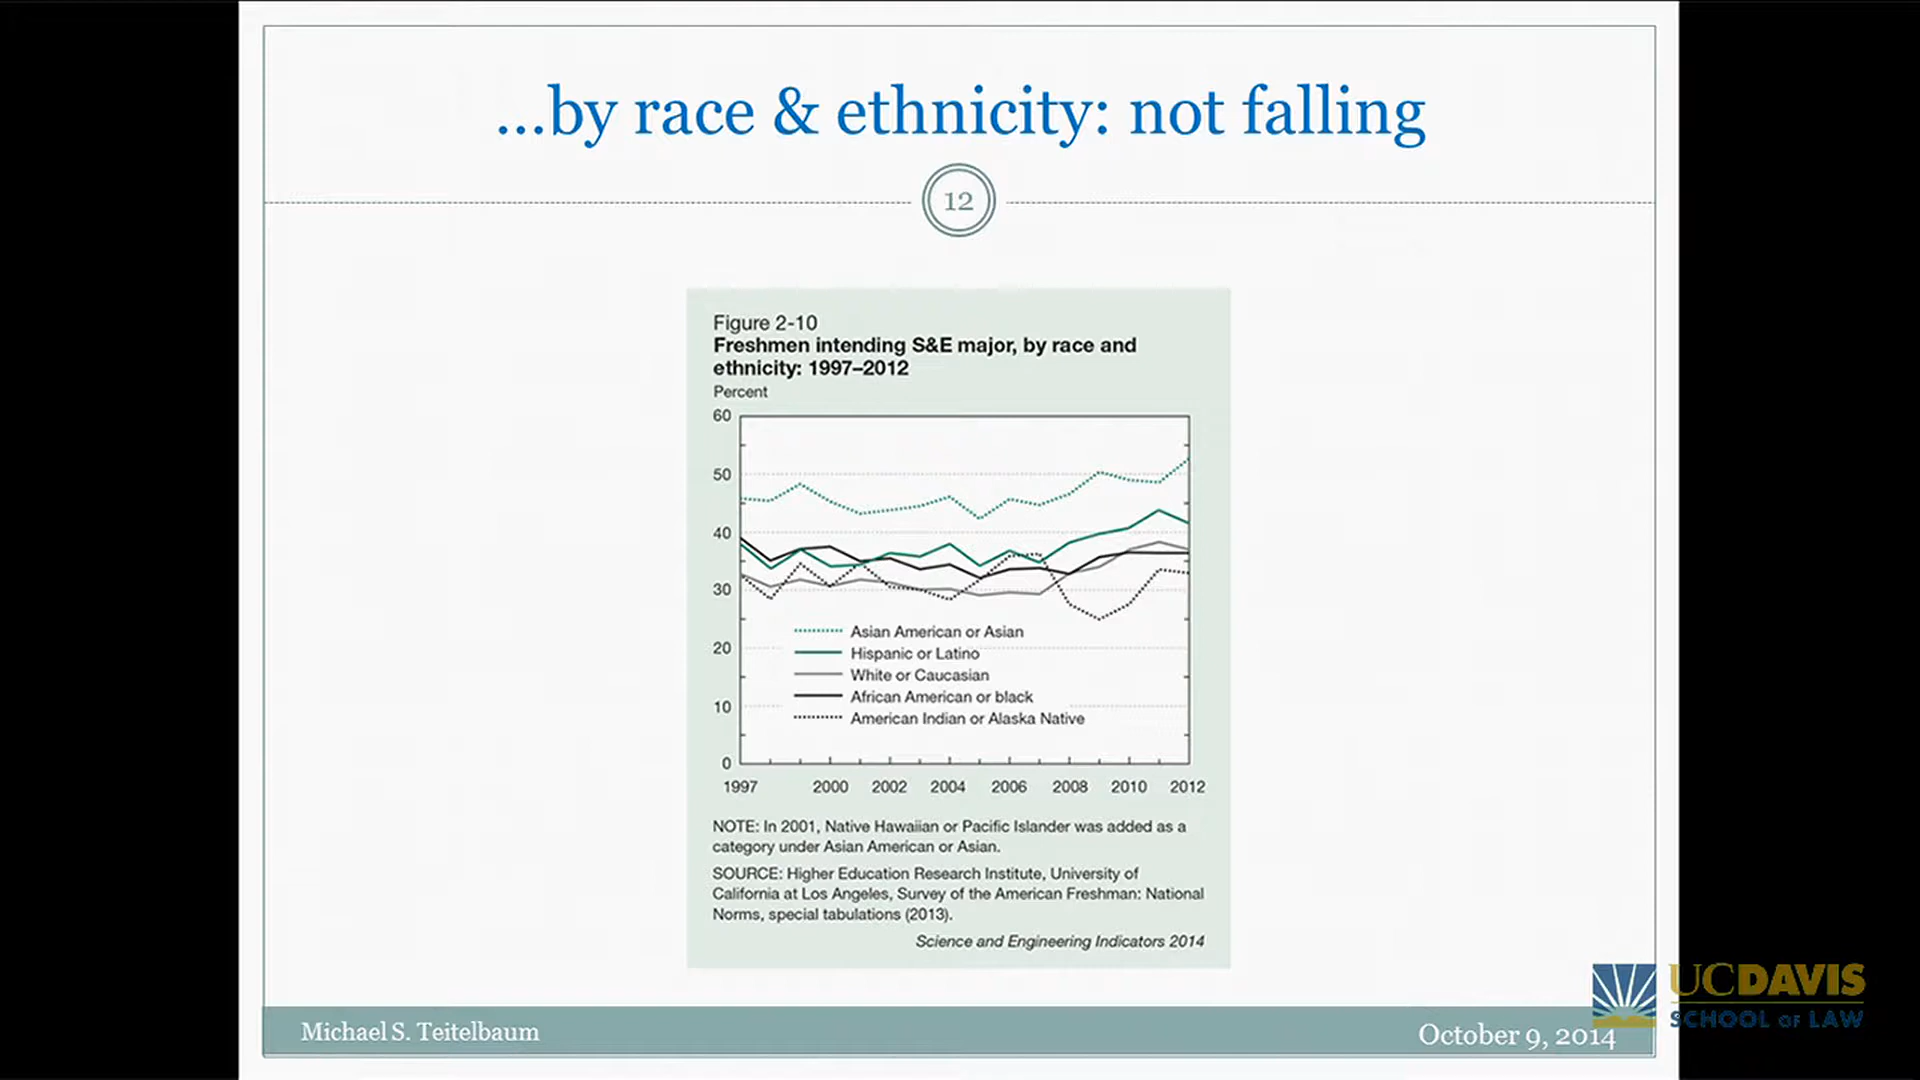 ...by race & ethnicity: not falling
12
Figure 2-10
Freshmen intending S&E major, by race and
ethnicity: 1997–2012
Percent
60
50
40
30
20
10
0
Asian American or Asian
Hispanic or Latino
White or Caucasian
African American or black
American Indian or Alaska Native
1997 2000 2002 2004 2006 2008 2010 2012
NOTE: In 2001, Native Hawaiian or Pacific Islander was added as a
category under Asian American or Asian.
SOURCE: Higher Education Research Institute, University of
California at Los Angeles, Survey of the American Freshman: National
Norms, special tabulations (2013).
Science and Engineering Indicators 2014
Michael S. Teitelbaum
October 9, 2014
UCDAVIS
SCHOOL OF LAW